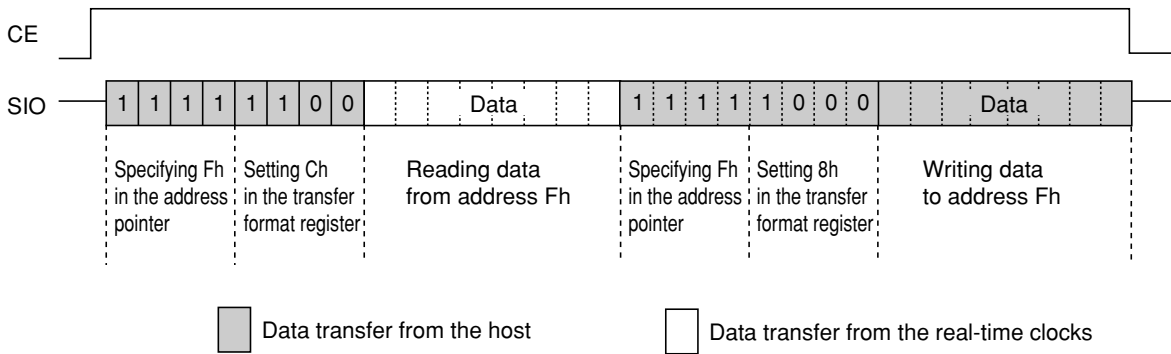 CE
SIO
1 1 1 1 1 1 0 0 Data 1 1 1 1 1 0 0 0 Data
Specifying Fh
in the address
pointer
Setting Ch
in the transfer
format register
Reading data
from address Fh
Specifying Fh
in the address
pointer
Setting 8h
in the transfer
format register
Writing data
to address Fh
Data transfer from the host
Data transfer from the real-time clocks